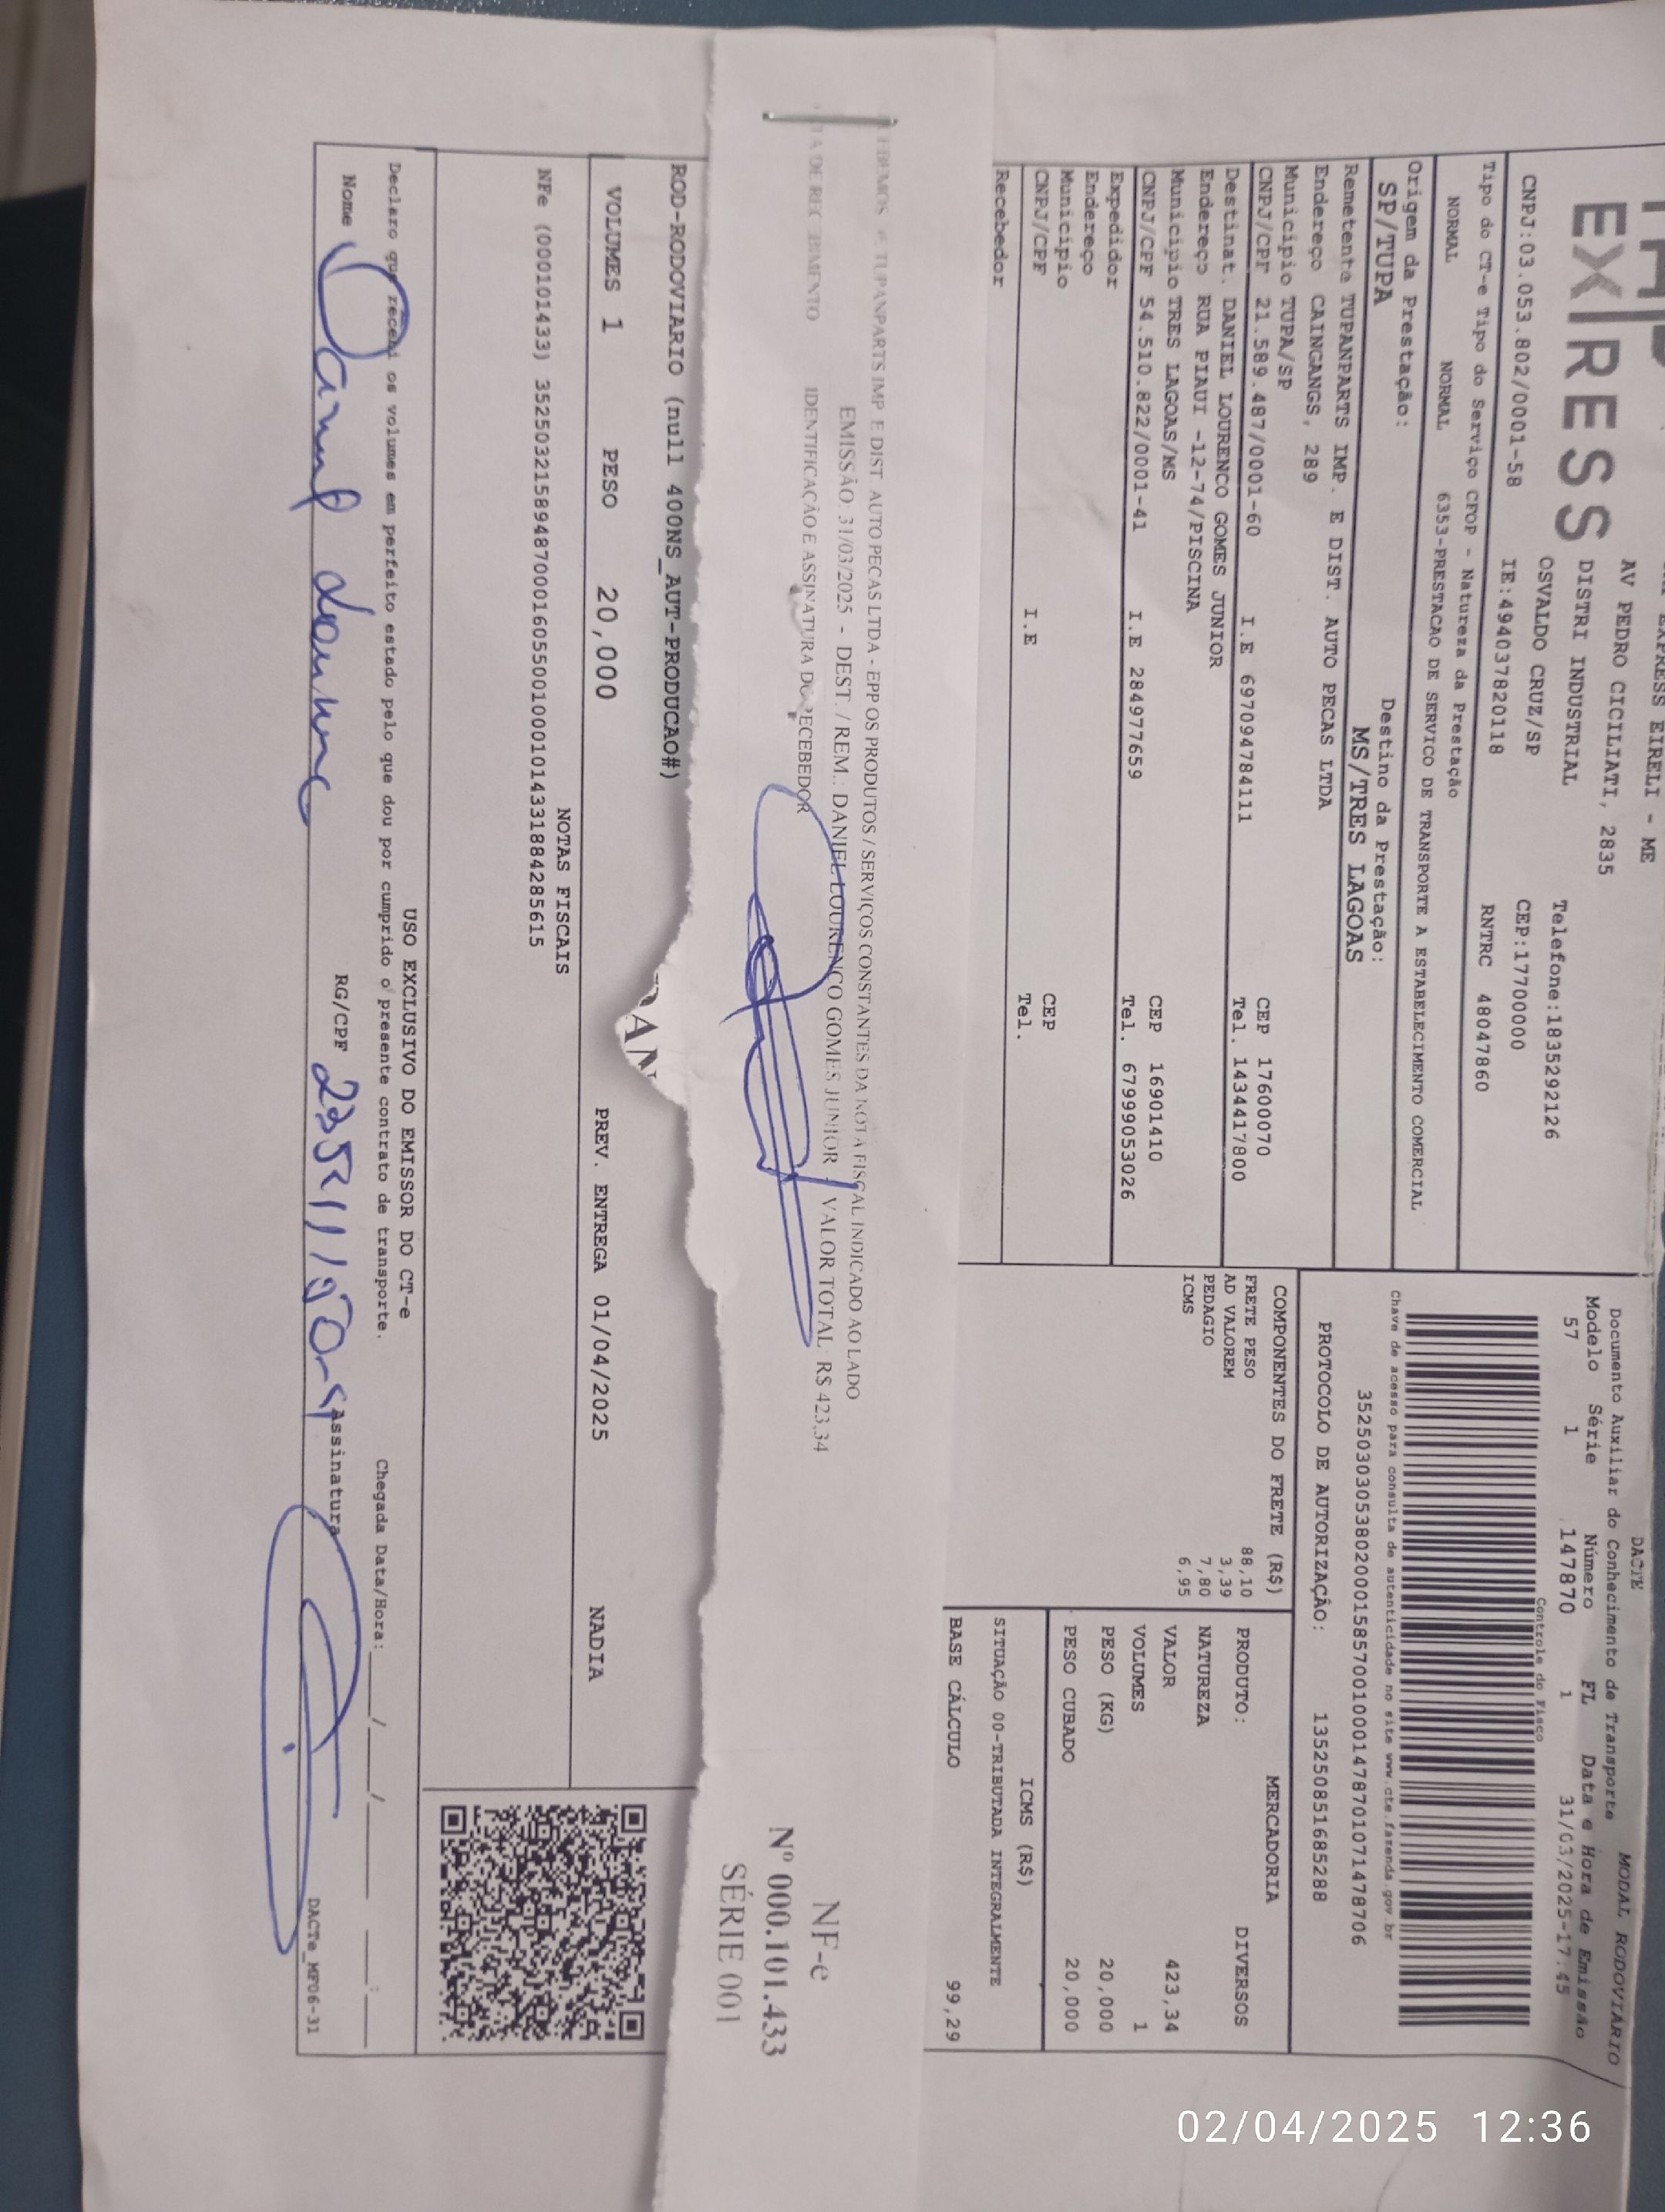 EXPRESS
EXPRESS EIRELI - ME
AV PEDRO CICILIATI, 2835
DISTRI INDUSTRIAL
Telefone:1835292126
OSVALDO CRUZ/SP
CEP:17700000
CNPJ:03.053.802/0001-58
IE:494037820118
RNTRC 48047860
Tipo do CT-e Tipo do Serviço CFOP - Natureza da Prestação
NORMAL NORMAL 6353-PRESTACAO DE SERVICO DE TRANSPORTE A ESTABELECIMENTO COMERCIAL
Origem da Prestação:
Destino da Prestação:
SP/TUPA
MS/TRES LAGOAS
Remetente TUPANPARTS IMP. E DIST. AUTO PECAS LTDA
Endereço CAINGANGS, 289
Municipio TUPA/SP
CEP 17600070
CNPJ/CPF 21.589.487/0001-60 I.E 697094784111 Tel. 1434417800
Destinat. DANIEL LOURENCO GOMES JUNIOR
Endereço RUA PIAUI -12-74/PISCINA
Municipio TRES LAGOAS/MS
CEP 16901410
CNPJ/CPF 54.510.822/0001-41 I.E 284977659 Tel. 67999053026
Expedidor
Endereço
Municipio
CEP
CNPJ/CPF I.E Tel.
Recebedor
DACTE
Documento Auxiliar do Conhecimento de Transporte
MODAL RODOVIÁRIO
Modelo Série Número FL Data e Hora de Emissão
57 1 147870 1 31/03/2025-17:45
Controle do Fisco
Chave de acesso para consulta de autenticidade no site www.cte.fazenda.gov.br
35250303053802000158570010001478701071478706
PROTOCOLO DE AUTORIZAÇÃO: 135250851685288
COMPONENTES DO FRETE (R$)
FRETE PESO 88,10
AD VALOREM 3,39
PEDAGIO 7,80
ICMS 6,95
MERCADORIA
PRODUTO: DIVERSOS
NATUREZA
VALOR 423,34
VOLUMES 1
PESO (KG) 20,000
PESO CUBADO 20,000
ICMS (R$)
SITUAÇÃO 00-TRIBUTADA INTEGRALMENTE
BASE CÁLCULO 99,29
TUPANPARTS IMP E DIST AUTO PECAS LTDA - EPP OS PRODUTOS / SERVIÇOS CONSTANTES DA NOTA FISCAL INDICADO AO LADO
EMISSÃO: 31/03/2025 - DEST. / REM.: DANIEL LOURENCO GOMES JUNIOR - VALOR TOTAL: R$ 423,34
IDENTIFICAÇÃO E ASSINATURA DO RECEBEDOR
NF-e
Nº 000.101.433
SÉRIE 001
ROD-RODOVIARIO (null 400NS_AUT-PRODUCAO#)
VOLUMES 1 PESO 20,000 PREV. ENTREGA 01/04/2025 NADIA
NOTAS FISCAIS
NFe (000101433) 35250321589487000160550010001014331884285615
USO EXCLUSIVO DO EMISSOR DO CT-e
Declaro que recebi os volumes em perfeito estado pelo que dou por cumprido o presente contrato de transporte.
Chegada Data/Hora: ____/____/______ ___:___
Nome Daniel Lourenc RG/CPF Assinatura
DACTe_MF06-31
02/04/2025 12:36